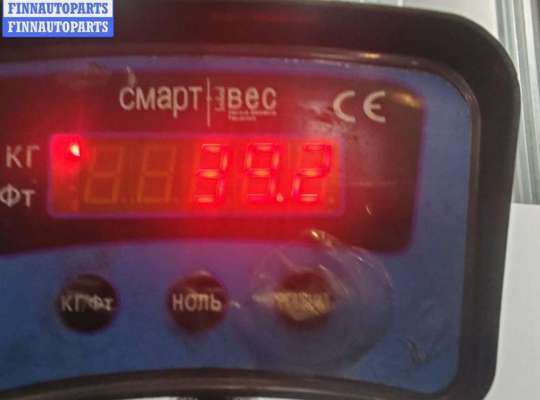 FINNAUTOPARTS
FINNAUTOPARTS
смарт вес CE
КГ 39.2
Фт
КГ/Фт НОЛЬ